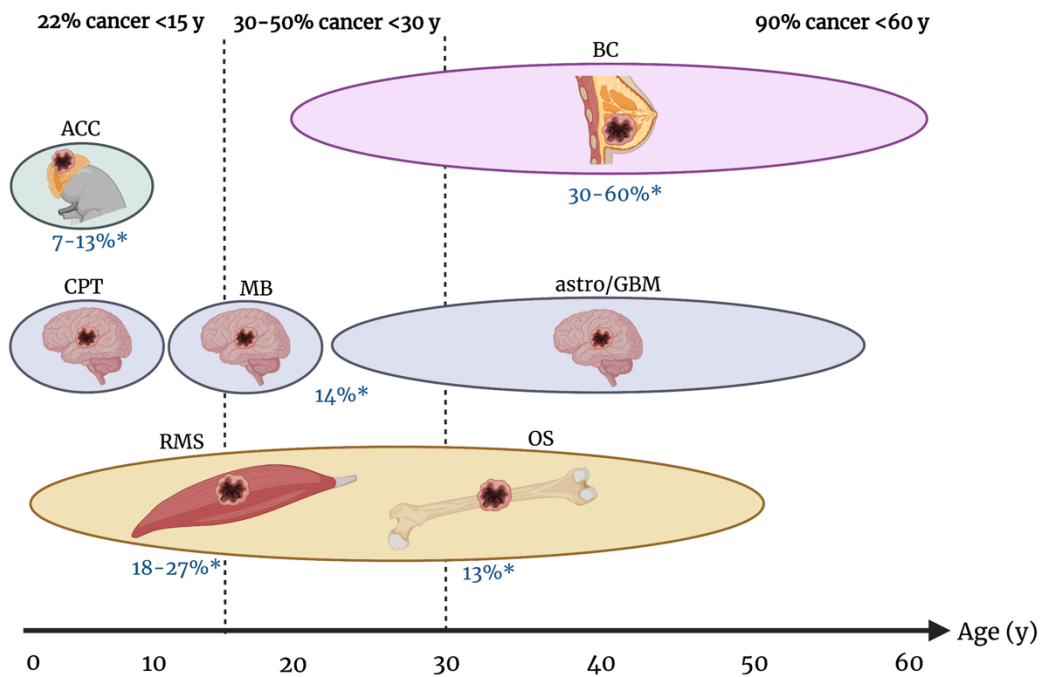 22% cancer <15 y
30-50% cancer <30 y
90% cancer <60 y
BC
ACC
30-60%*
7-13%*
CPT
MB
astro/GBM
14%*
RMS
OS
18-27%*
13%*
Age (y)
0
10
20
30
40
50
60